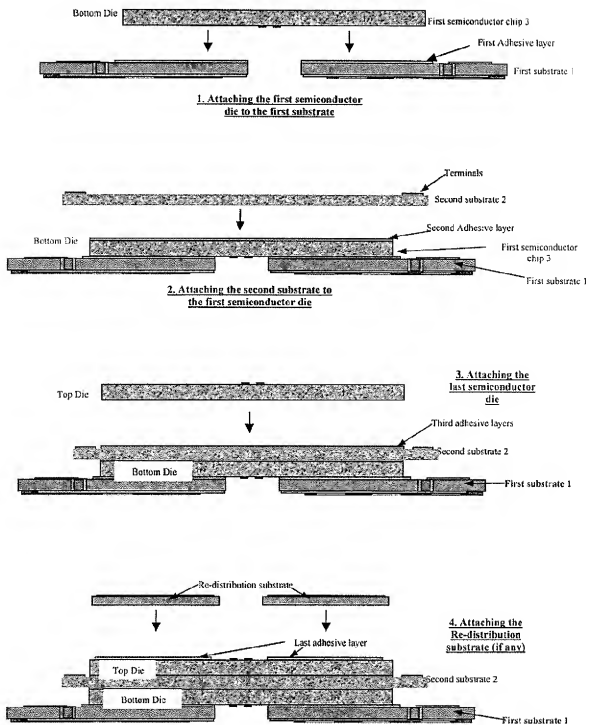 Bottom Die
First semiconductor chip 3
First Adhesive layer
First substrate 1
1. Attaching the first semiconductor
die to the first substrate
Terminals
Second substrate 2
Second Adhesive layer
Bottom Die
First semiconductor
chip 3
First substrate 1
2. Attaching the second substrate to
the first semiconductor die
3. Attaching the
last semiconductor
die
Top Die
Third adhesive layers
Second substrate 2
Bottom Die
First substrate 1
Re-distribution substrate
4. Attaching the
Re-distribution
substrate (if any)
Last adhesive layer
Top Die
Second substrate 2
Bottom Die
First substrate 1